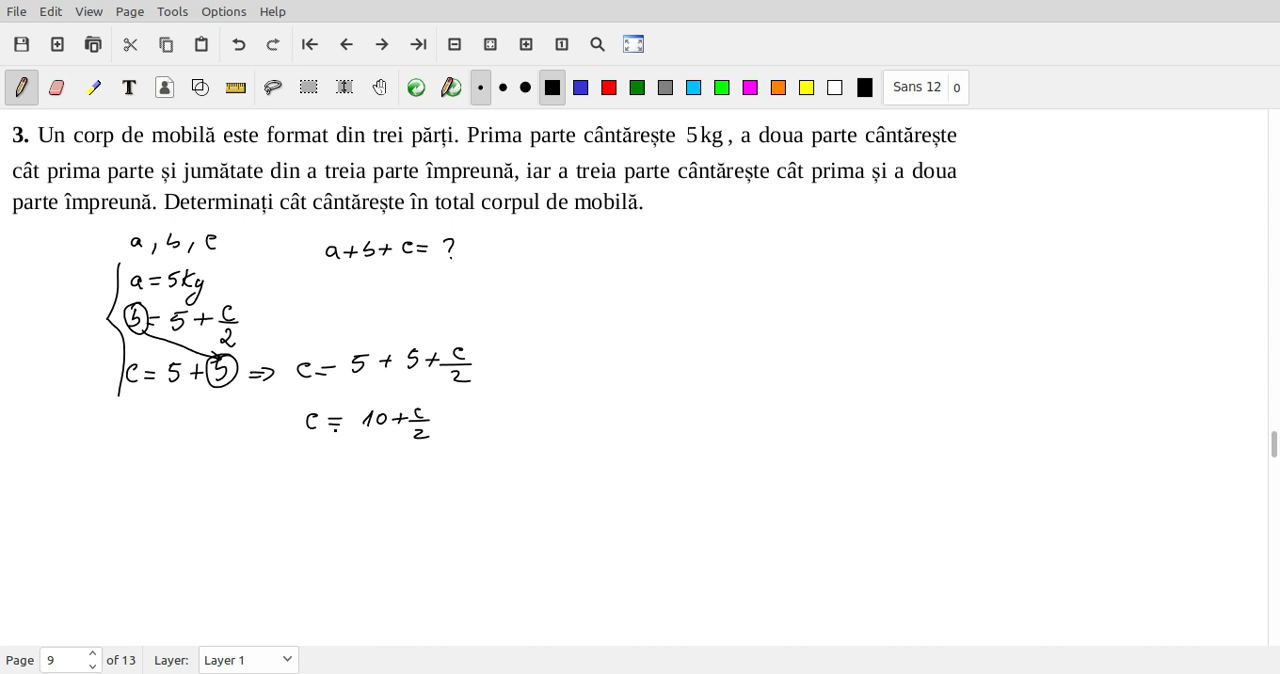 File Edit View Page Tools Options Help
Sans 12 0
3. Un corp de mobilă este format din trei părți. Prima parte cântărește 5 kg , a doua parte cântărește
cât prima parte și jumătate din a treia parte împreună, iar a treia parte cântărește cât prima și a doua
parte împreună. Determinați cât cântărește în total corpul de mobilă.
a, b, c a+b+c= ?
a = 5kg
b = 5 + c/2
c = 5 + b ⇒ c = 5 + 5 + c/2
c = 10 + c/2
Page 9 of 13 Layer: Layer 1